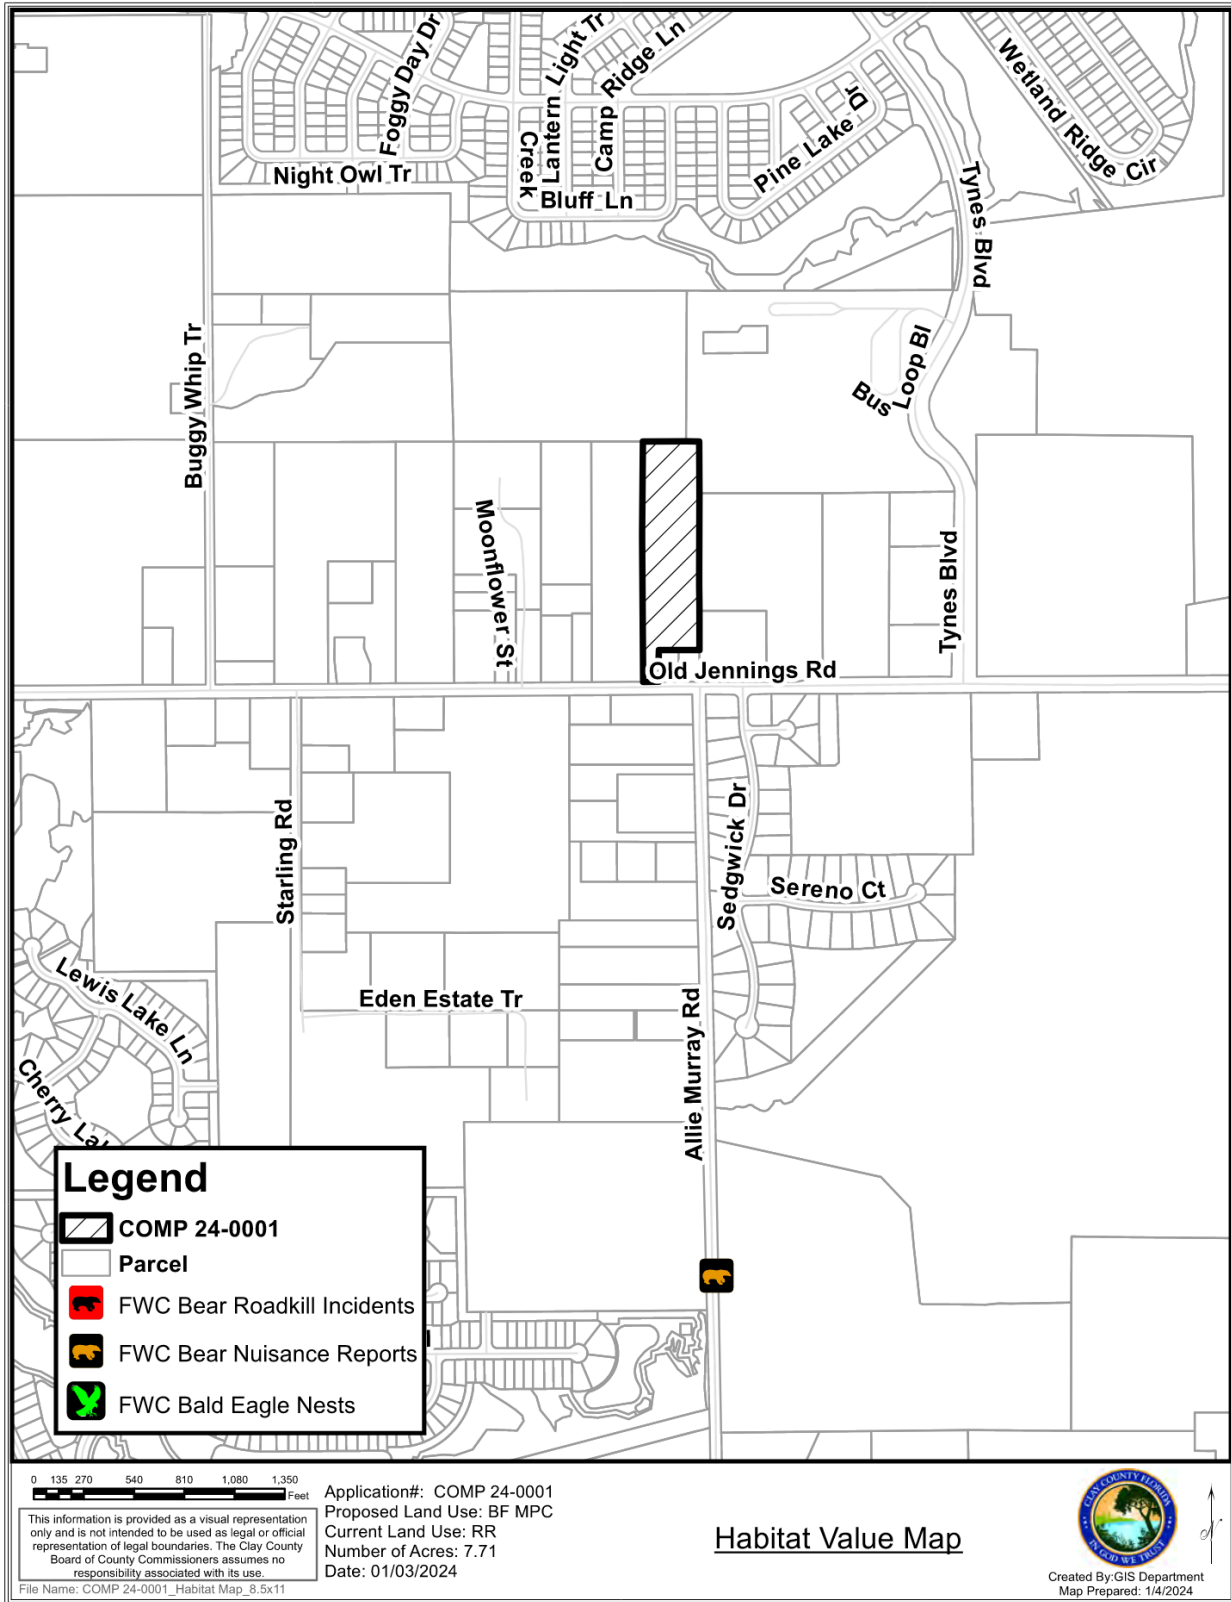 Foggy Day Dr
Lantern Light Tr
Camp Ridge Ln
Wetland Ridge Cir
Pine Lake Dr
Night Owl Tr
Creek
Bluff Ln
Tynes Blvd
Buggy Whip Tr
Bus Loop Bl
Moonflower St
Tynes Blvd
Old Jennings Rd
Starling Rd
Sedgwick Dr
Sereno Ct
Lewis Lake Ln
Eden Estate Tr
Allie Murray Rd
Cherry
Legend
COMP 24-0001
Parcel
FWC Bear Roadkill Incidents
FWC Bear Nuisance Reports
FWC Bald Eagle Nests
0 135 270 540 810 1,080 1,350
Feet
This information is provided as a visual representation
only and is not intended to be used as legal or official
representation of legal boundaries. The Clay County
Board of County Commissioners assumes no
responsibility associated with its use.
File Name: COMP 24-0001_Habitat Map_8.5x11
Application#: COMP 24-0001
Proposed Land Use: BF MPC
Current Land Use: RR
Number of Acres: 7.71
Date: 01/03/2024
Habitat Value Map
CLAY COUNTY FLORIDA
IN GOD WE TRUST
N
Created By:GIS Department
Map Prepared: 1/4/2024